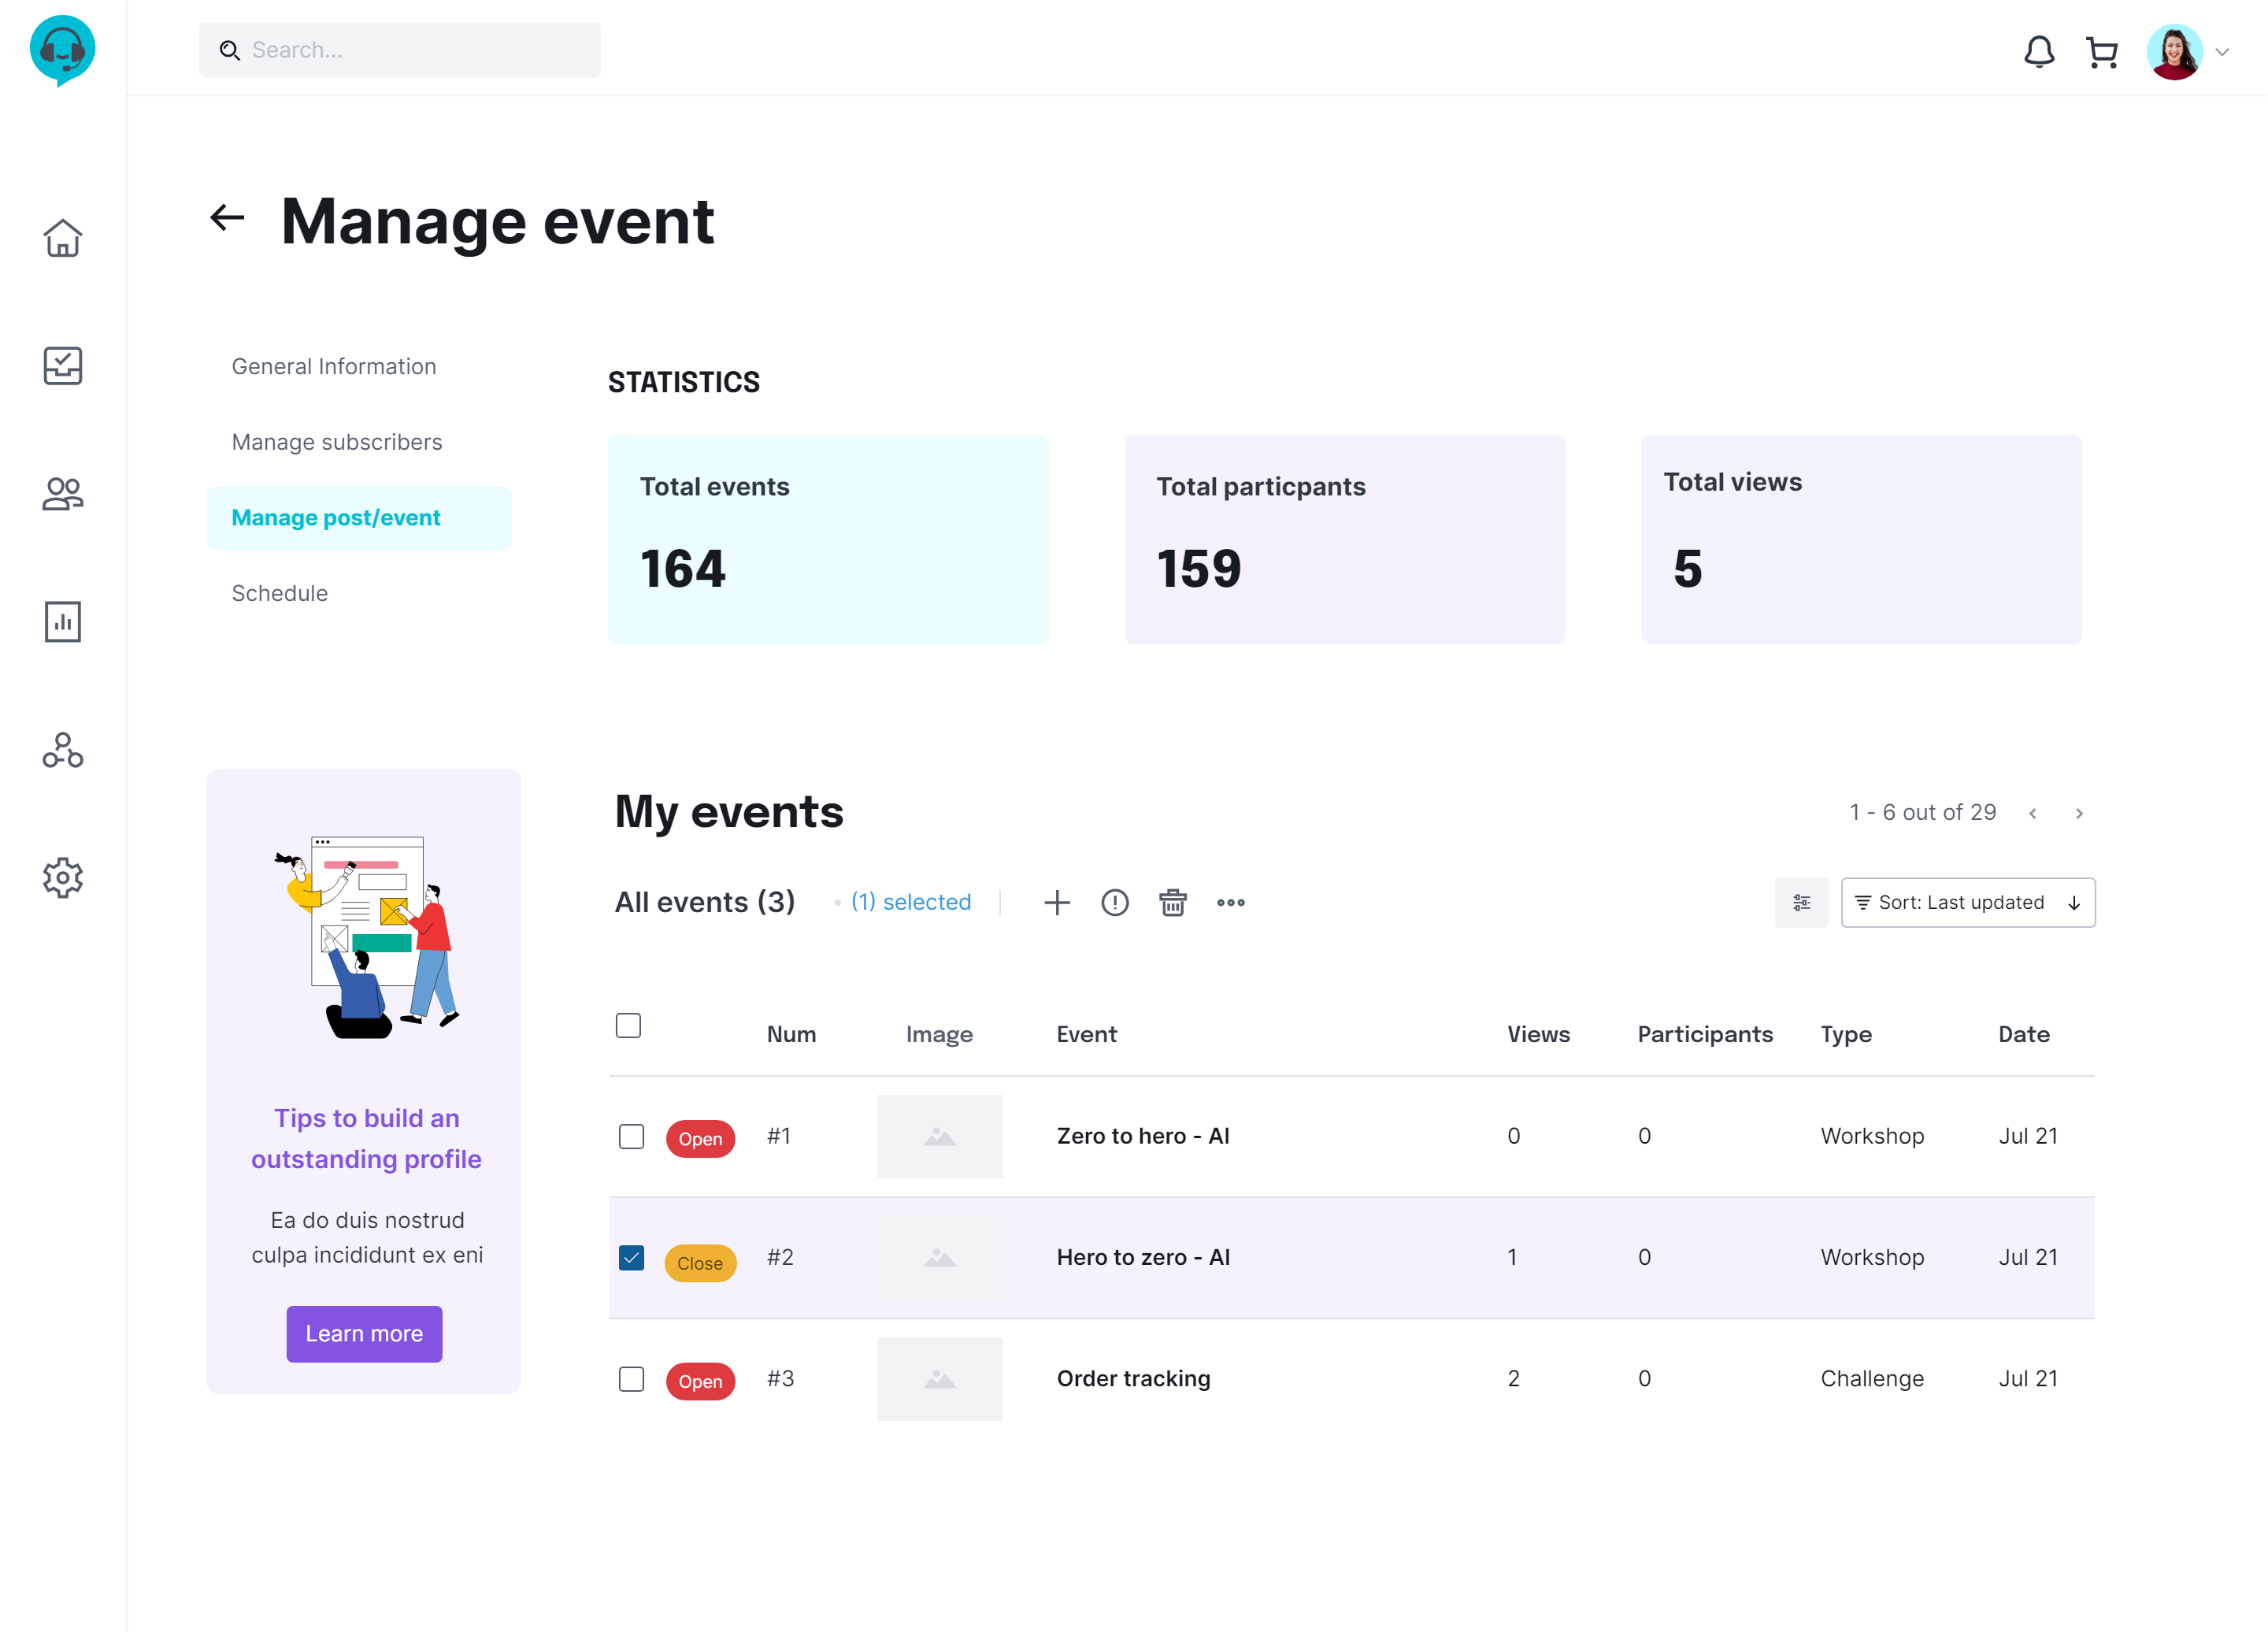 Search...
Manage event
General Information
Manage subscribers
Manage post/event
Schedule
STATISTICS
Total events
164
Total particpants
159
Total views
5
Tips to build an
outstanding profile
Ea do duis nostrud
culpa incididunt ex eni
Learn more
My events
1 - 6 out of 29
All events (3)
(1) selected
Sort: Last updated
Num Image Event Views Participants Type Date
Open #1 Zero to hero - AI 0 0 Workshop Jul 21
Close #2 Hero to zero - AI 1 0 Workshop Jul 21
Open #3 Order tracking 2 0 Challenge Jul 21